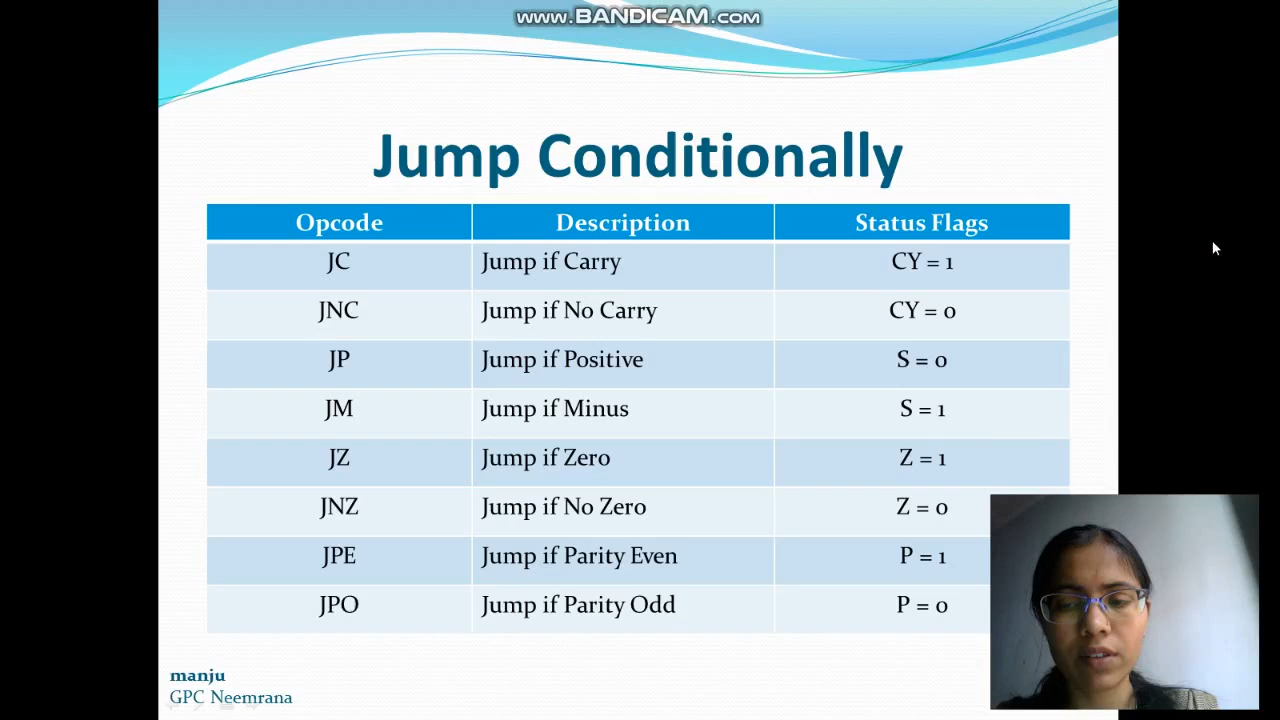 www.BANDICAM.com
Jump Conditionally
Opcode Description Status Flags
JC Jump if Carry CY = 1
JNC Jump if No Carry CY = 0
JP Jump if Positive S = 0
JM Jump if Minus S = 1
JZ Jump if Zero Z = 1
JNZ Jump if No Zero Z = 0
JPE Jump if Parity Even P = 1
JPO Jump if Parity Odd P = 0
manju
GPC Neemrana